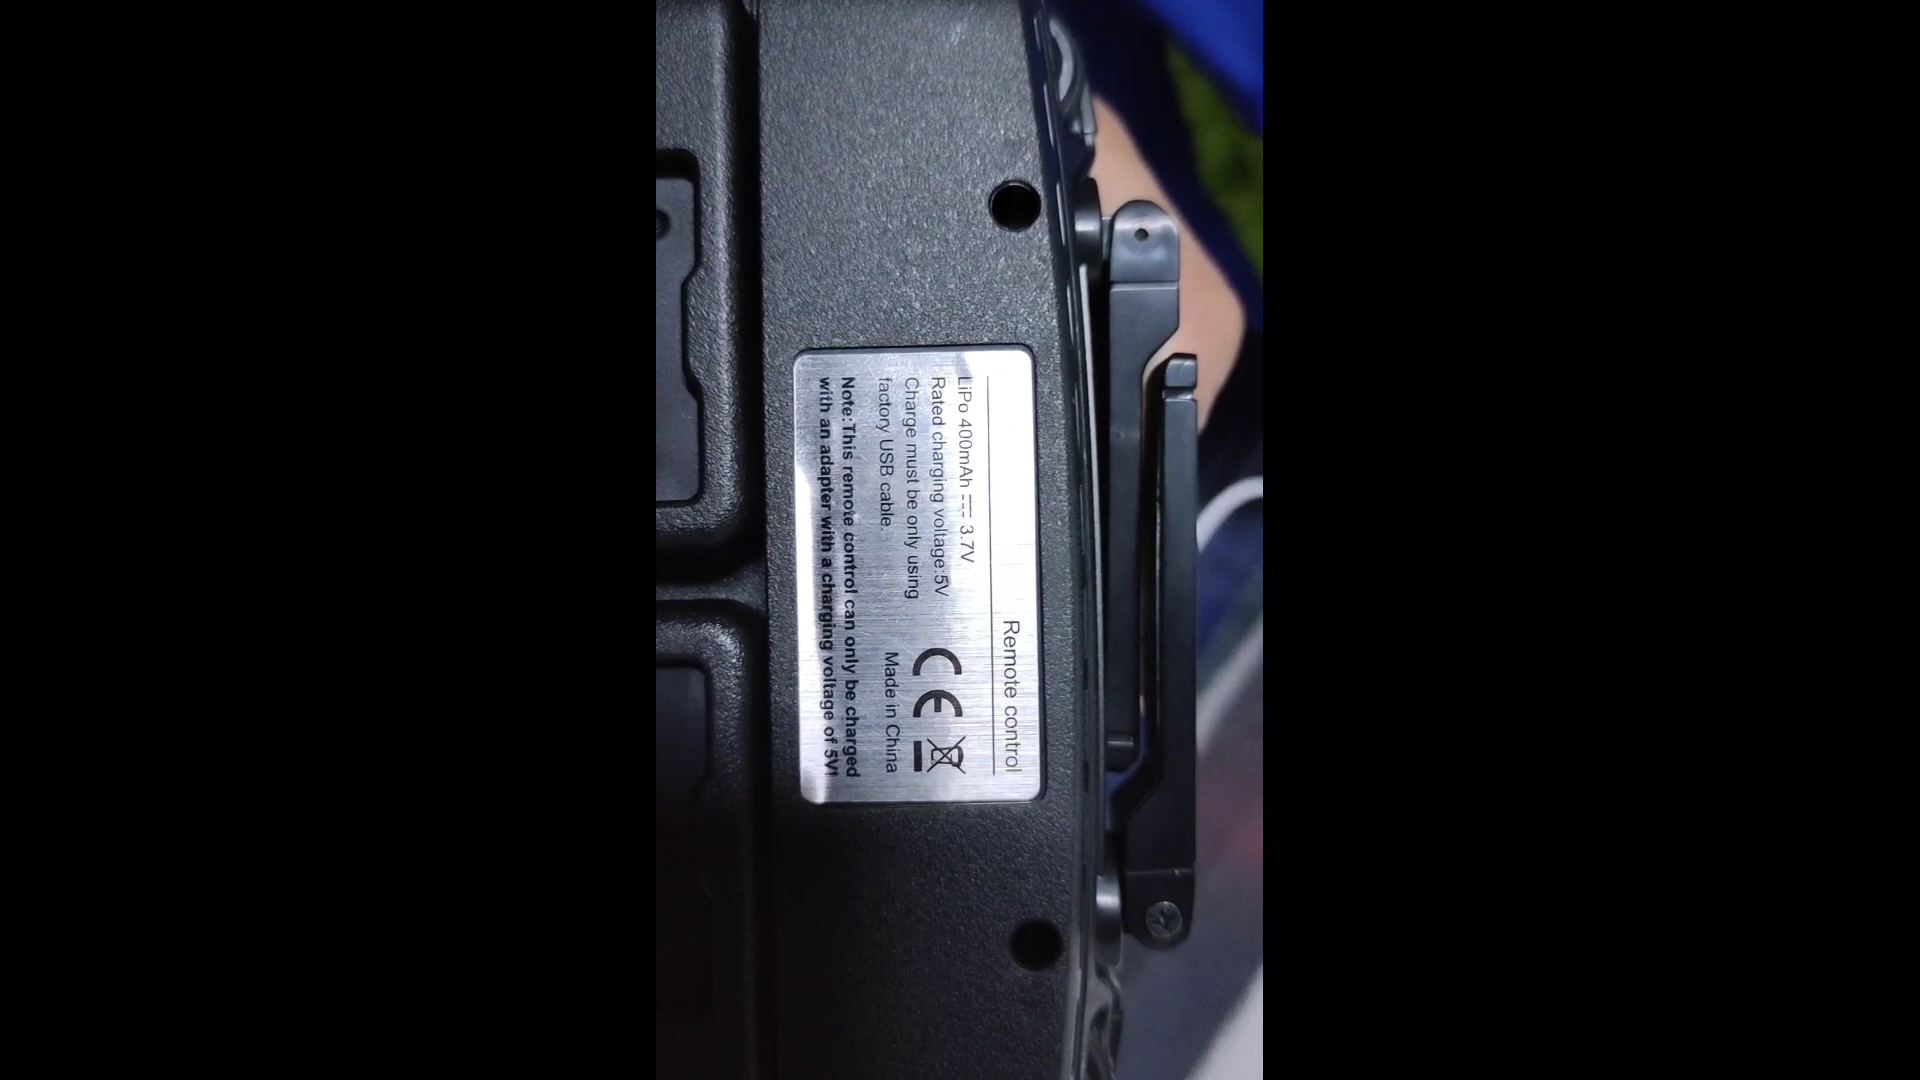 Remote control
LiPo 400mAh ⎓ 3.7V
Rated charging voltage:5V
Charge must be only using
factory USB cable.
CE
Made in China
Note:This remote control can only be charged
with an adapter with a charging voltage of 5V!